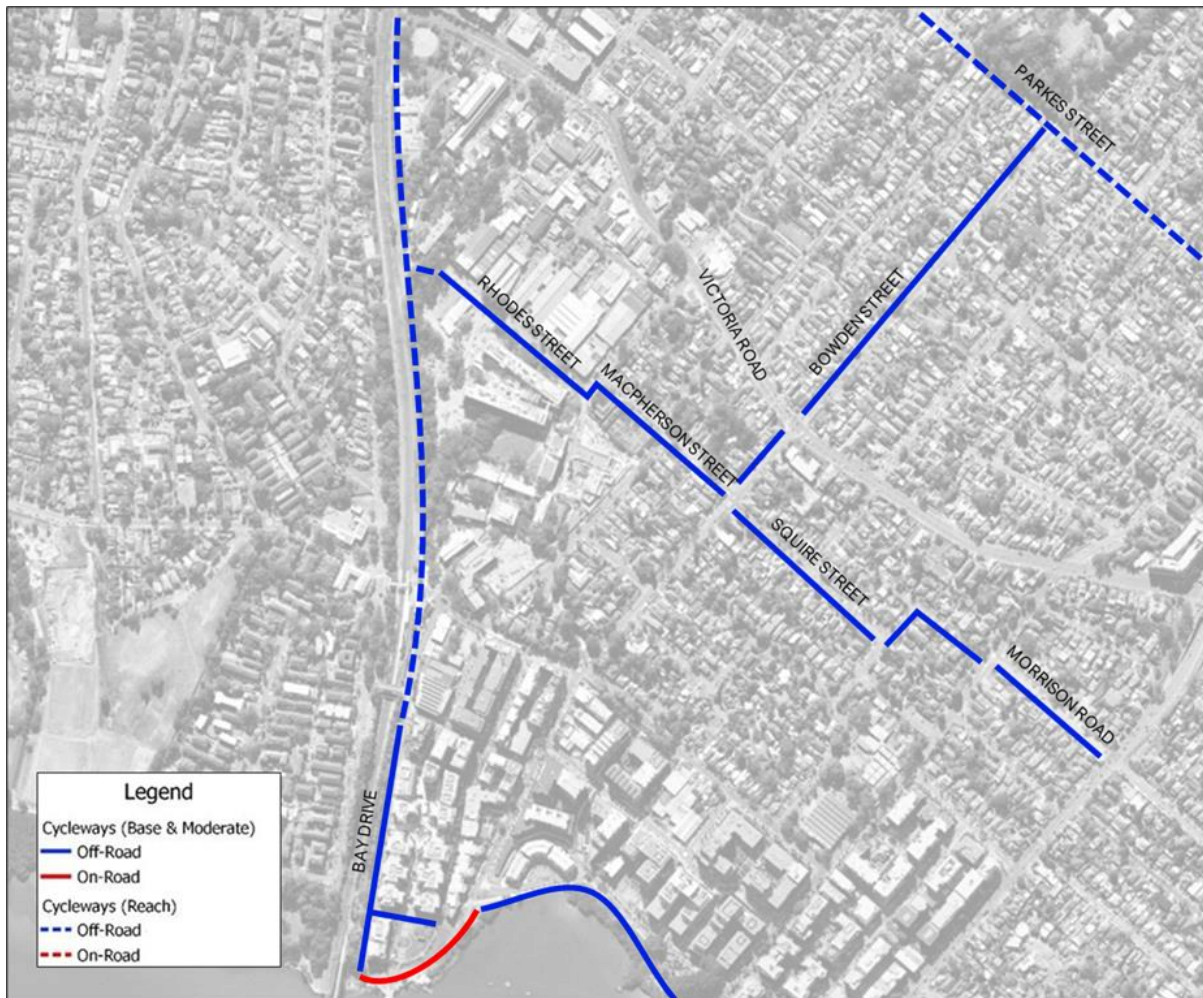 PARKES STREET
BOWDEN STREET
VICTORIA ROAD
RHODES STREET
MACPHERSON STREET
SQUIRE STREET
MORRISON ROAD
BAY DRIVE
Legend
Cycleways (Base & Moderate)
Off-Road
On-Road
Cycleways (Reach)
Off-Road
On-Road